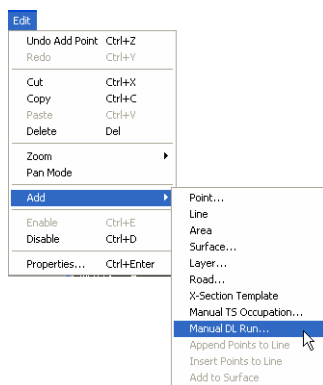 Edit
Undo Add Point Ctrl+Z
Redo Ctrl+Y
Cut Ctrl+X
Copy Ctrl+C
Paste Ctrl+V
Delete Del
Zoom
Pan Mode
Add
Enable Ctrl+E
Disable Ctrl+D
Properties... Ctrl+Enter
Point...
Line
Area
Surface...
Layer...
Road...
X-Section Template
Manual TS Occupation...
Manual DL Run...
Append Points to Line
Insert Points to Line
Add to Surface